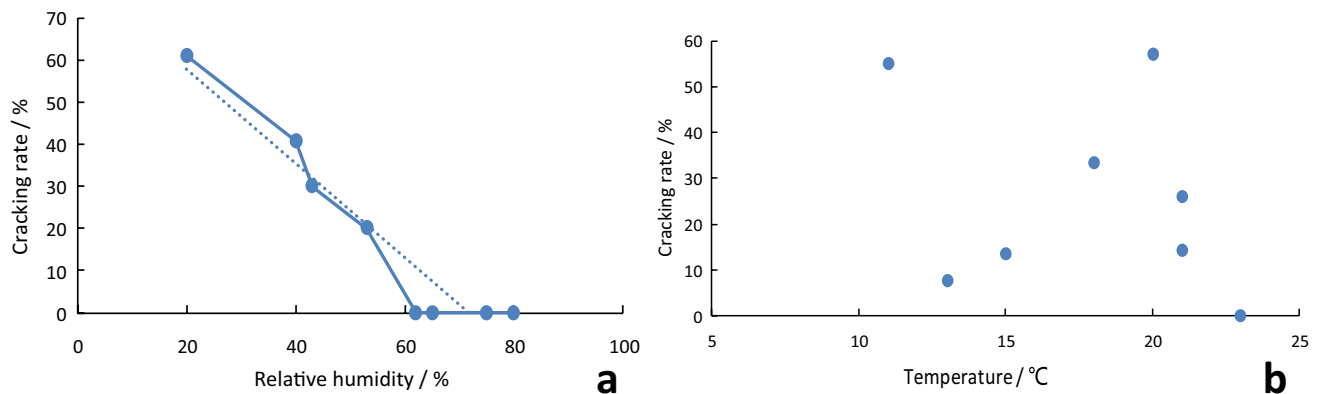 70
60
50
40
30
20
10
0
0 20 40 60 80 100
Cracking rate / %
Relative humidity / %
a
60
50
40
30
20
10
0
5 10 15 20 25
Cracking rate / %
Temperature / ℃
b